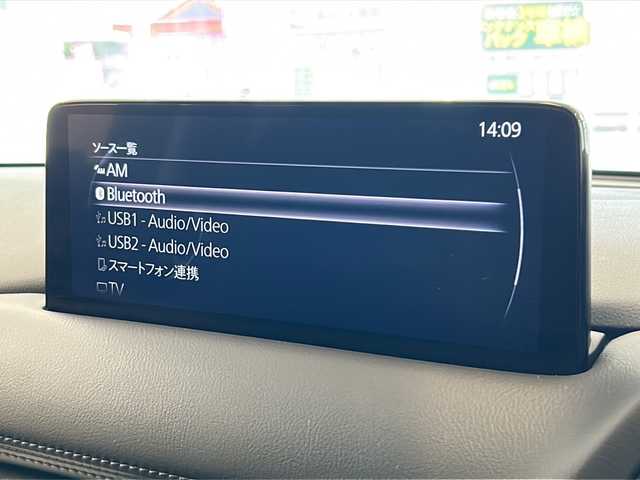 14:09
ソース一覧
AM
Bluetooth
USB1 - Audio/Video
USB2 - Audio/Video
スマートフォン連携
TV